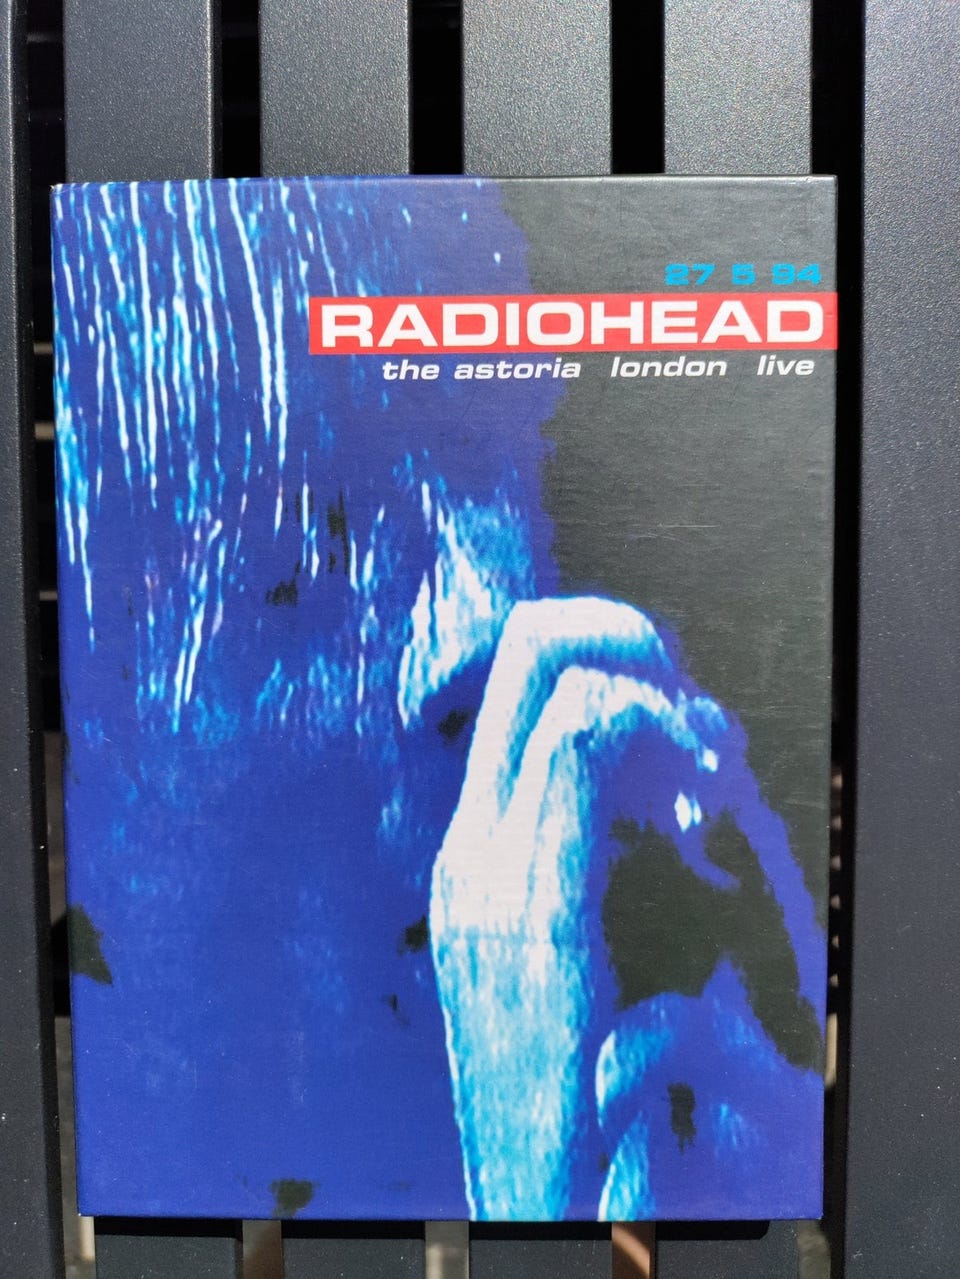 27 5 94
RADIOHEAD
the astoria london live